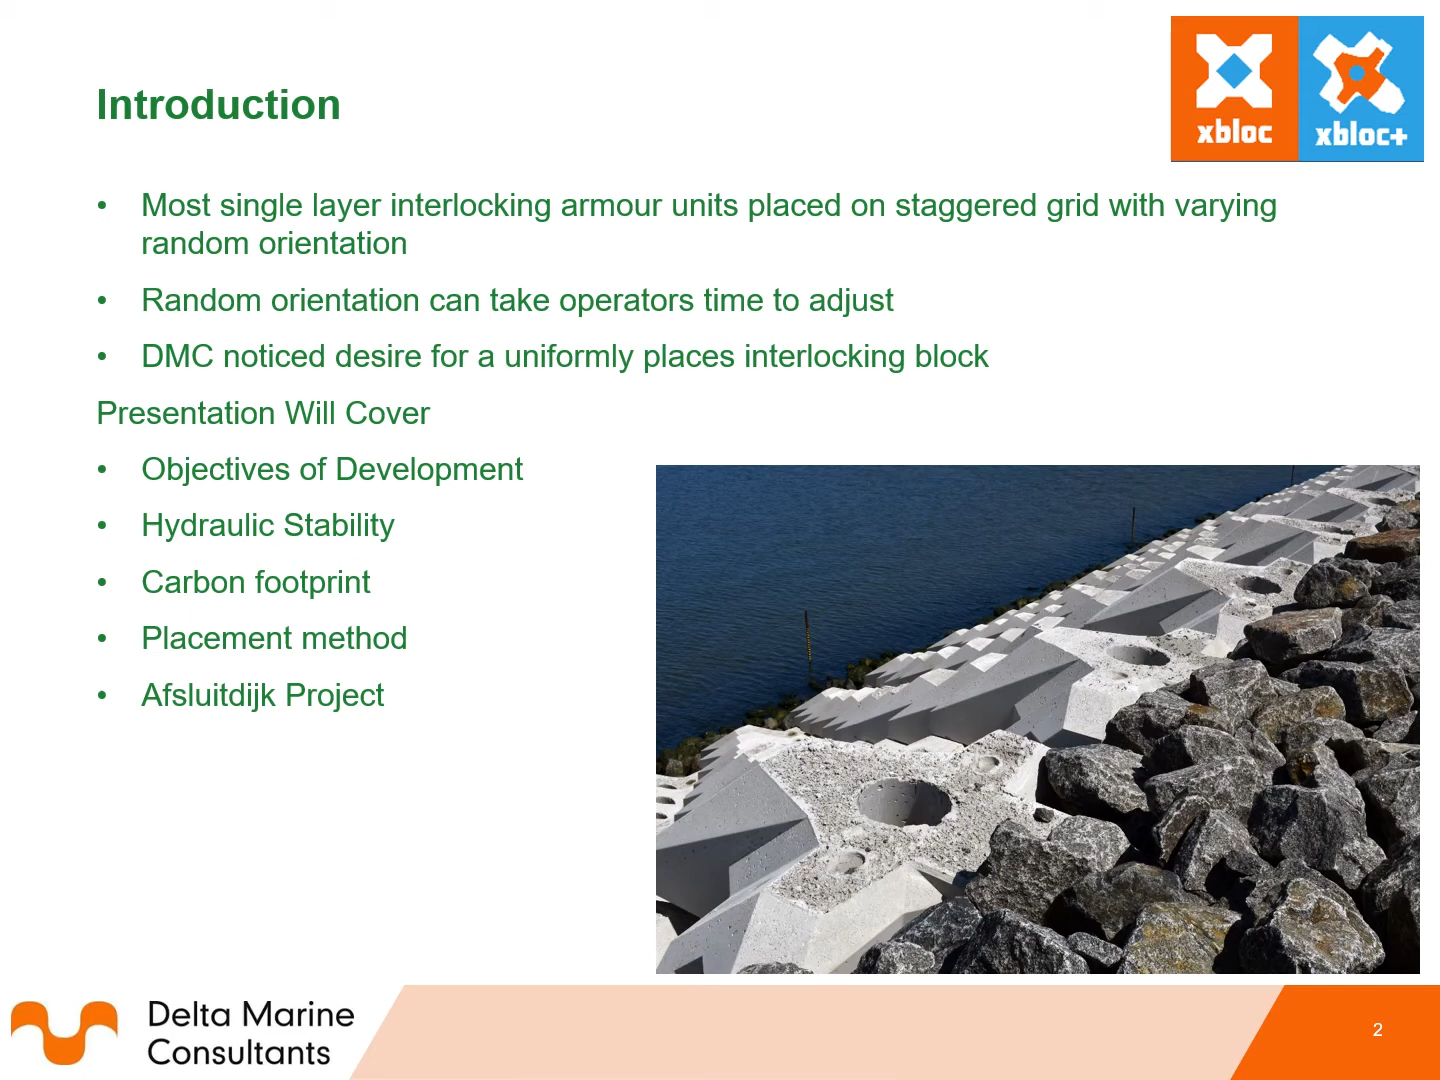 Introduction
xbloc
xbloc+
• Most single layer interlocking armour units placed on staggered grid with varying
random orientation
• Random orientation can take operators time to adjust
• DMC noticed desire for a uniformly places interlocking block
Presentation Will Cover
• Objectives of Development
• Hydraulic Stability
• Carbon footprint
• Placement method
• Afsluitdijk Project
Delta Marine
Consultants
2